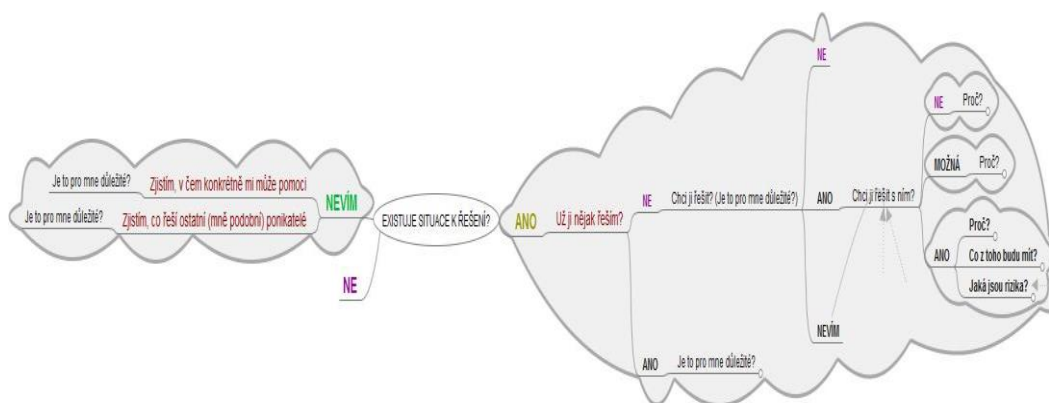 EXISTUJE SITUACE K ŘEŠENÍ?
NEVÍM
Zjistím, v čem konkrétně mi může pomoci
Je to pro mne důležité?
Zjistím, co řeší ostatní (mně podobní) ponikatelé
Je to pro mne důležité?
NE
ANO
Už ji nějak řeším?
NE
Chci ji řešit? (Je to pro mne důležité?)
NE
ANO
Chci ji řešit s ním?
NE
Proč?
MOŽNÁ
Proč?
ANO
Proč?
Co z toho budu mít?
Jaká jsou rizika?
NEVÍM
ANO
Je to pro mne důležité?